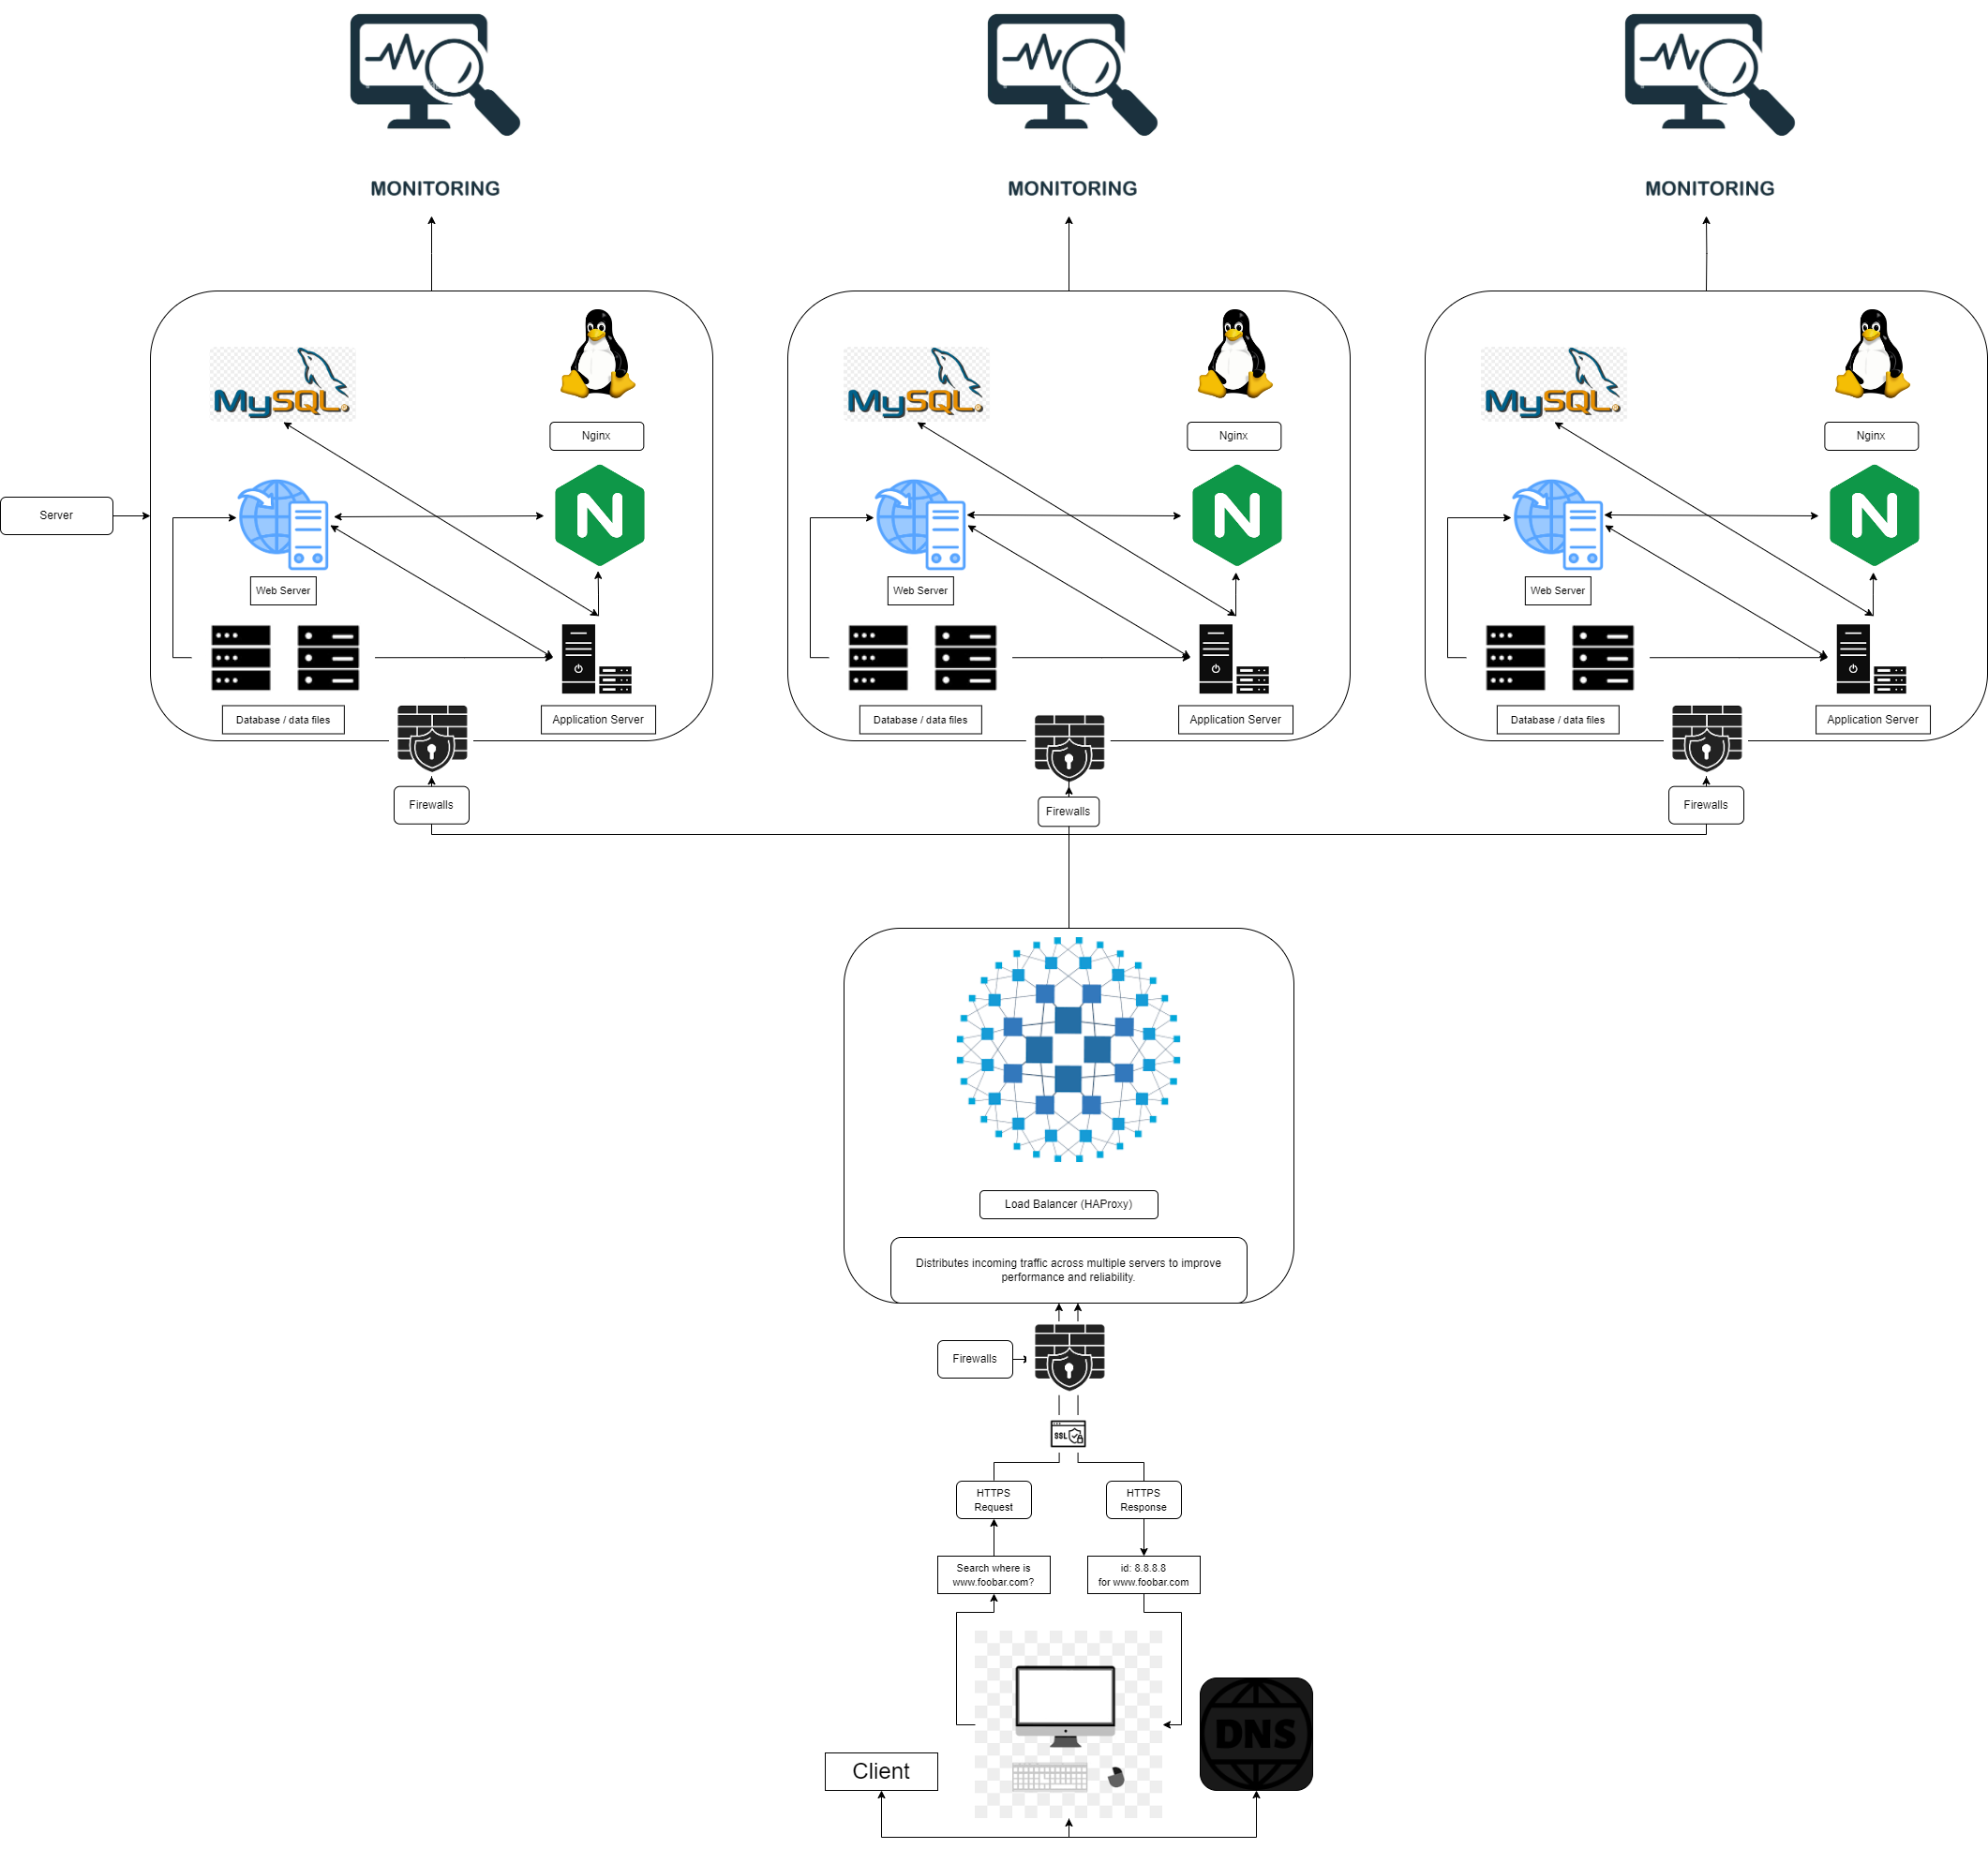 MONITORING
MONITORING
MONITORING
MySQL.
MySQL.
MySQL.
Nginx
Nginx
Nginx
Server
N
N
N
Web Server
Web Server
Web Server
Database / data files
Application Server
Database / data files
Application Server
Database / data files
Application Server
Firewalls
Firewalls
Firewalls
Load Balancer (HAProxy)
Distributes incoming traffic across multiple servers to improve
performance and reliability.
Firewalls
SSL
HTTPS
Request
HTTPS
Response
Search where is
www.foobar.com?
id: 8.8.8.8
for www.foobar.com
DNS
Client